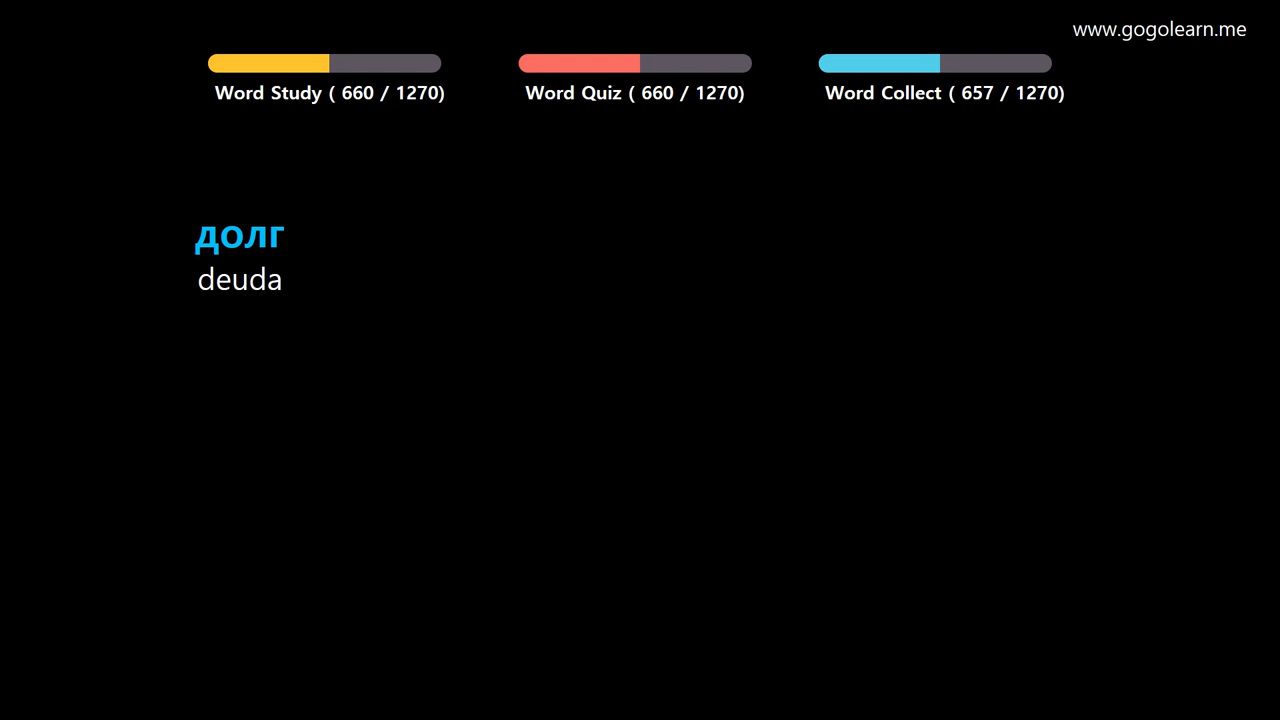 www.gogolearn.me
Word Study ( 660 / 1270)
Word Quiz ( 660 / 1270)
Word Collect ( 657 / 1270)
долг
deuda